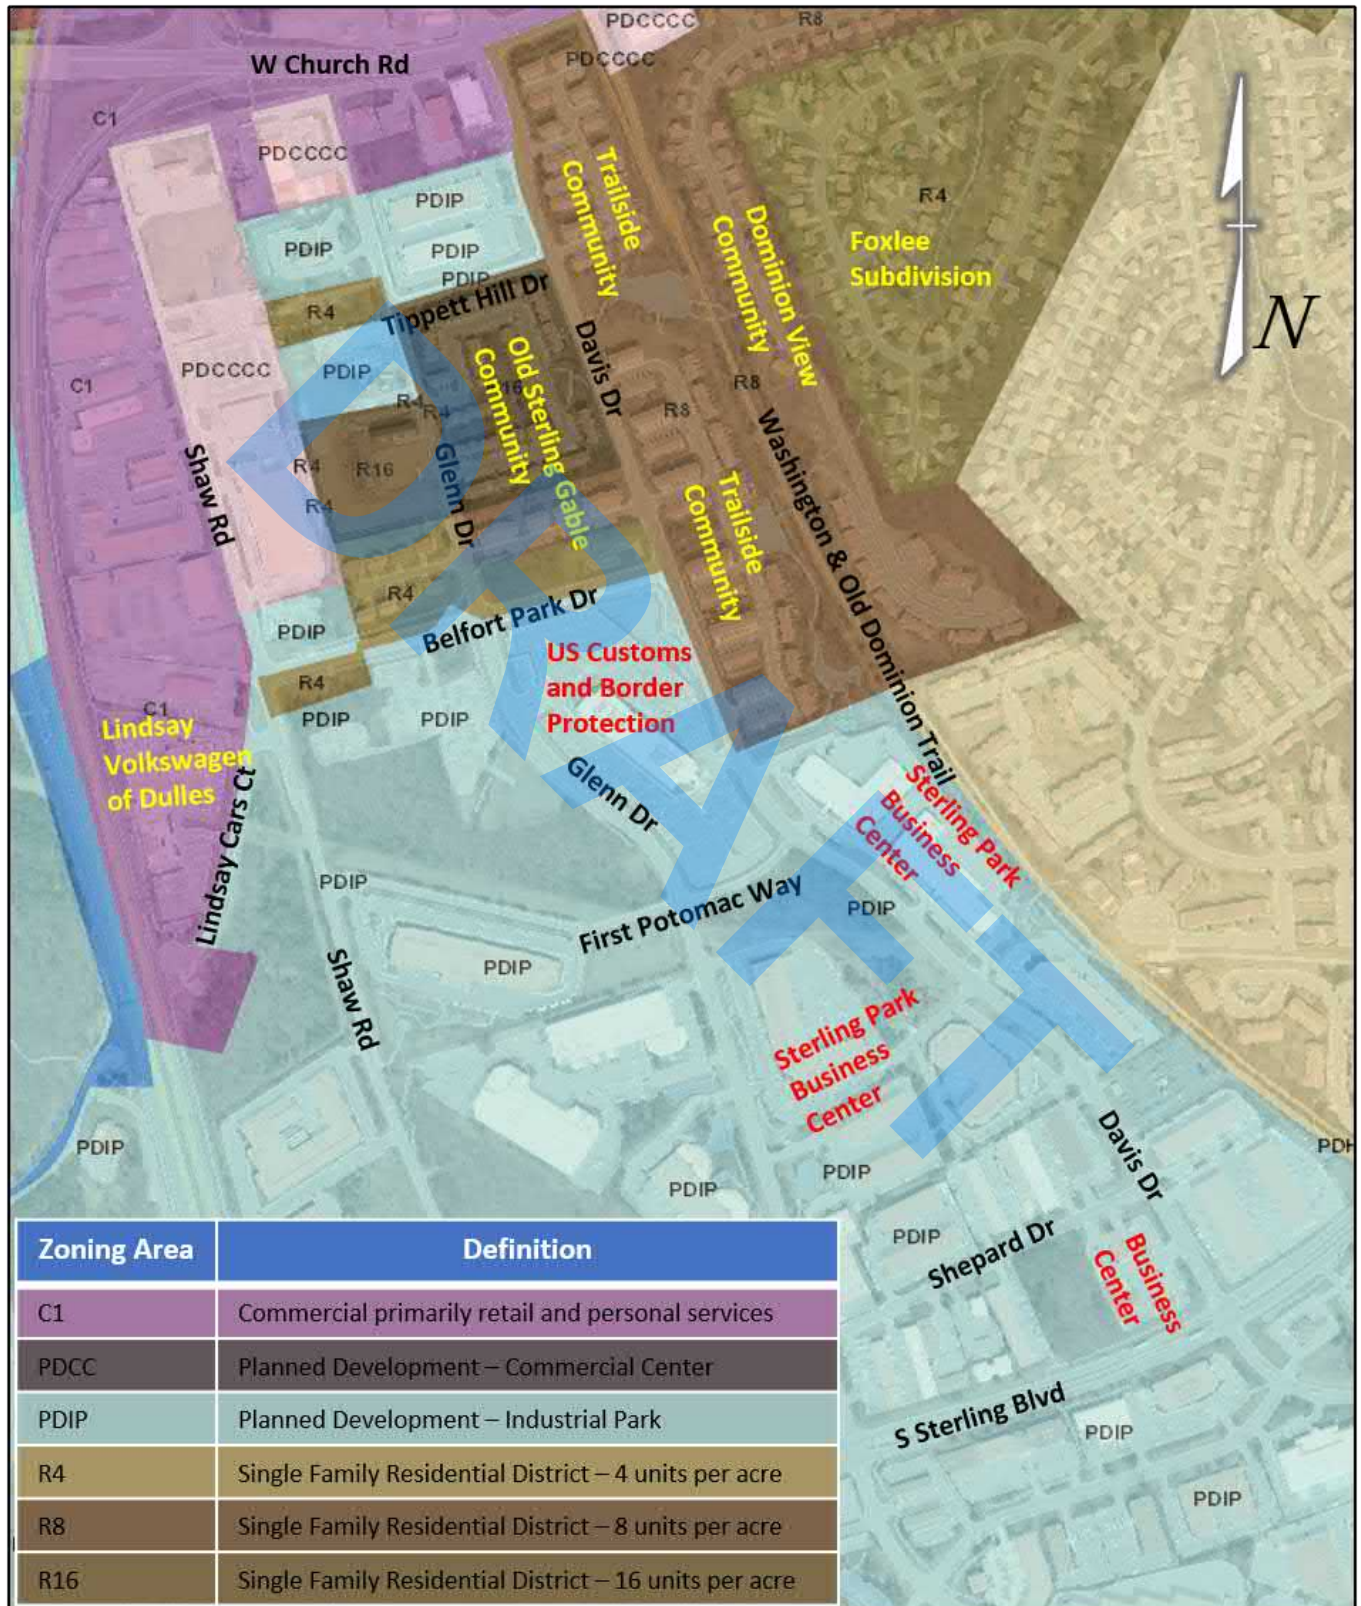 PDCCCC
R8
PDCCCC
W Church Rd
C1
PDCCCC
Trailside
Community
PDIP
R4
PDIP
PDIP
PDIP
Dominion View
Community
Foxlee
Subdivision
Tippett Hill Dr
R4
N
PDCCCC
PDIP
C1
Old Sterling Gable
Community
16
Davis Dr
R8
R4
R4
R8
Shaw Rd
R4
R16
R4
Glenn Dr
Trailside
Community
Washington & Old Dominion Trail
R4
Belfort Park Dr
PDIP
US Customs
and Border
Protection
R4
PDIP
PDIP
C1
Lindsay
Volkswagen
of Dulles
Lindsay Cars Ct
Glenn Dr
Sterling Park
Business
Center
PDIP
First Potomac Way
PDIP
PDIP
Shaw Rd
Sterling Park
Business
Center
DRAFT
PDIP
Davis Dr
PDH
PDIP
PDIP
PDIP
Shepard Dr
Business
Center
S Sterling Blvd
PDIP
PDIP
Zoning Area Definition
C1 Commercial primarily retail and personal services
PDCC Planned Development – Commercial Center
PDIP Planned Development – Industrial Park
R4 Single Family Residential District – 4 units per acre
R8 Single Family Residential District – 8 units per acre
R16 Single Family Residential District – 16 units per acre